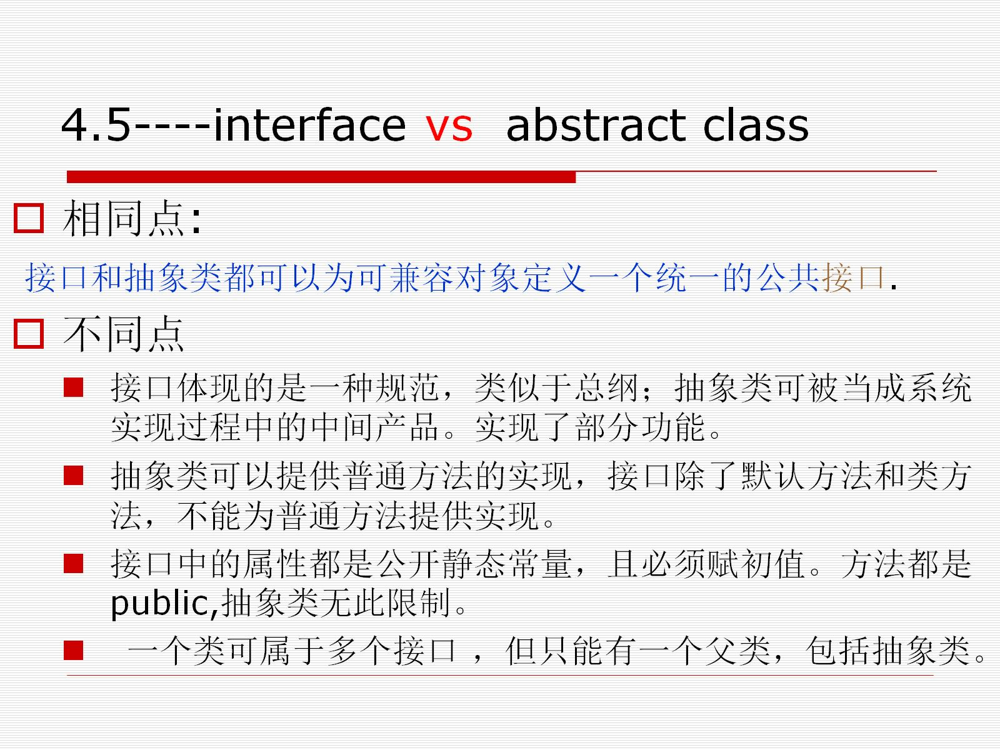 4.5----interface vs  abstract class
相同点:
接口和抽象类都可以为可兼容对象定义一个统一的公共接口.
不同点
接口体现的是一种规范，类似于总纲；抽象类可被当成系统
实现过程中的中间产品。实现了部分功能。
抽象类可以提供普通方法的实现，接口除了默认方法和类方
法，不能为普通方法提供实现。
接口中的属性都是公开静态常量，且必须赋初值。方法都是
public,抽象类无此限制。
一个类可属于多个接口 ，但只能有一个父类，包括抽象类。